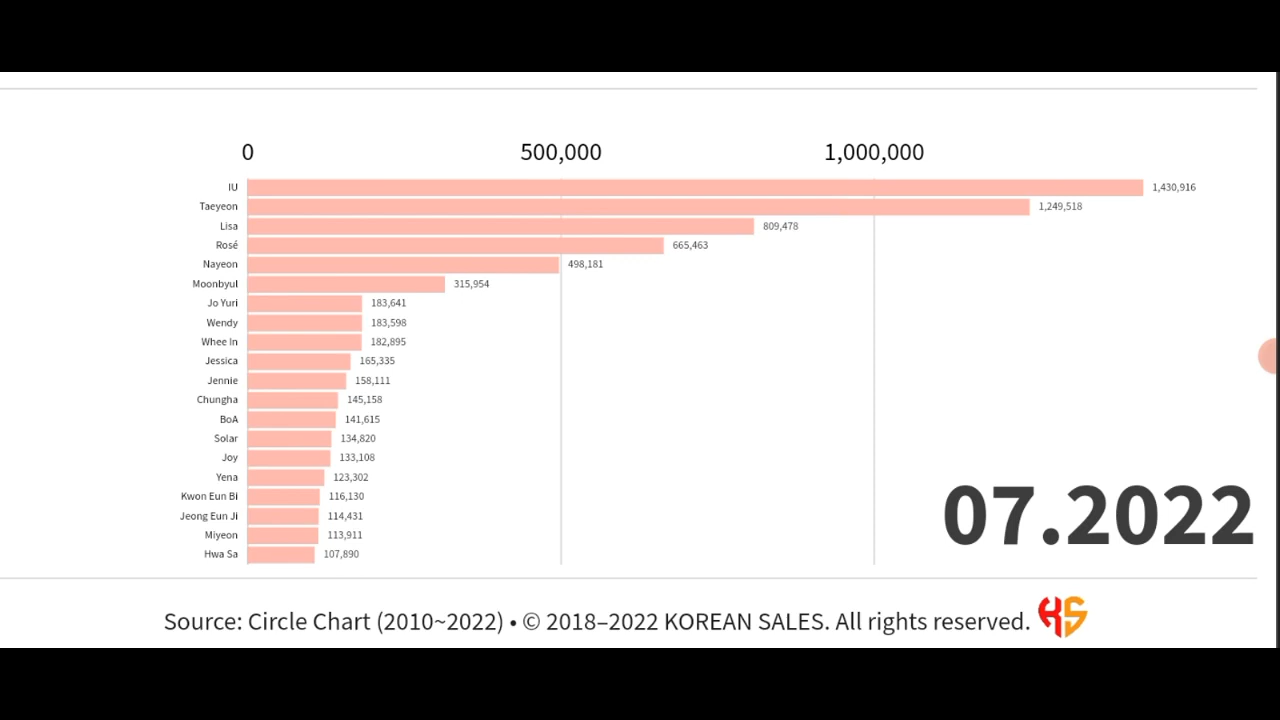 0 500,000 1,000,000
IU 1,430,916
Taeyeon 1,249,518
Lisa 809,478
Rosé 665,463
Nayeon 498,181
Moonbyul 315,954
Jo Yuri 183,641
Wendy 183,598
Whee In 182,895
Jessica 165,335
Jennie 158,111
Chungha 145,158
BoA 141,615
Solar 134,820
Joy 133,108
Yena 123,302
Kwon Eun Bi 116,130
Jeong Eun Ji 114,431
Miyeon 113,911
Hwa Sa 107,890
07.2022
Source: Circle Chart (2010~2022) • © 2018–2022 KOREAN SALES. All rights reserved. KS